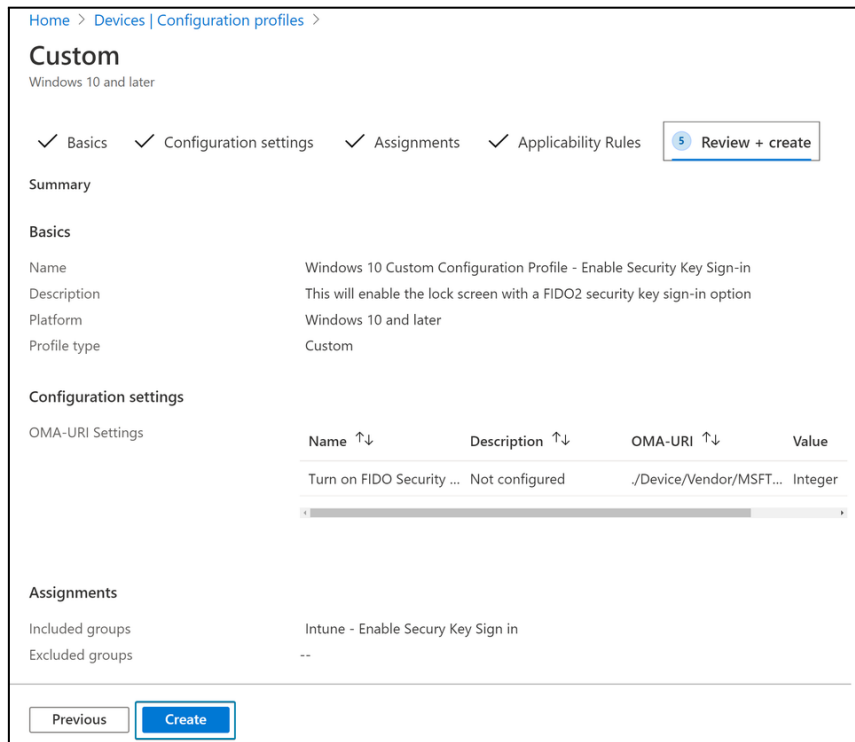 Home > Devices | Configuration profiles >
Custom
Windows 10 and later
Basics Configuration settings Assignments Applicability Rules 5 Review + create
Summary
Basics
Name Windows 10 Custom Configuration Profile - Enable Security Key Sign-in
Description This will enable the lock screen with a FIDO2 security key sign-in option
Platform Windows 10 and later
Profile type Custom
Configuration settings
OMA-URI Settings
Name ↑↓ Description ↑↓ OMA-URI ↑↓ Value
Turn on FIDO Security ... Not configured ./Device/Vendor/MSFT... Integer
Assignments
Included groups Intune - Enable Secury Key Sign in
Excluded groups --
Previous Create